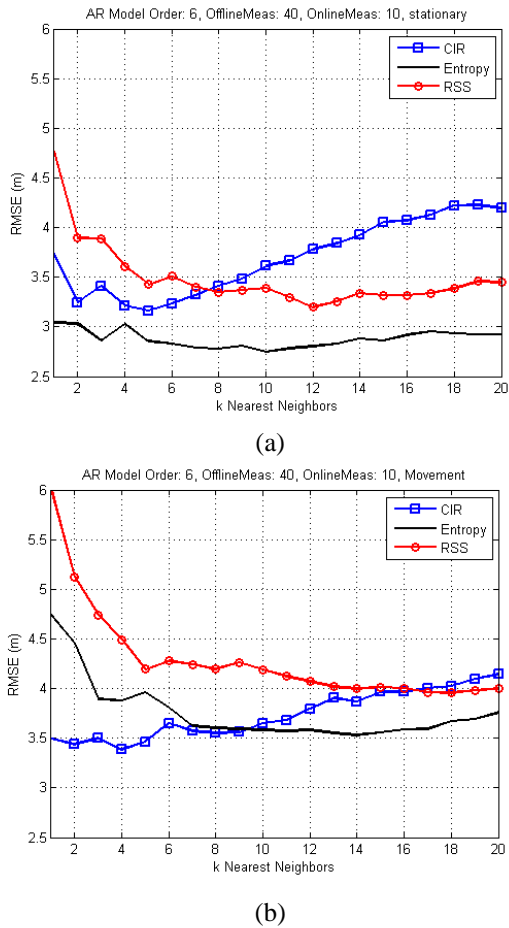 AR Model Order: 6, OfflineMeas: 40, OnlineMeas: 10, stationary
6
5.5
5
4.5
4
3.5
3
2.5
RMSE (m)
CIR
Entropy
RSS
2 4 6 8 10 12 14 16 18 20
k Nearest Neighbors
(a)
AR Model Order: 6, OfflineMeas: 40, OnlineMeas: 10, Movement
6
5.5
5
4.5
4
3.5
3
2.5
RMSE (m)
CIR
Entropy
RSS
2 4 6 8 10 12 14 16 18 20
k Nearest Neighbors
(b)